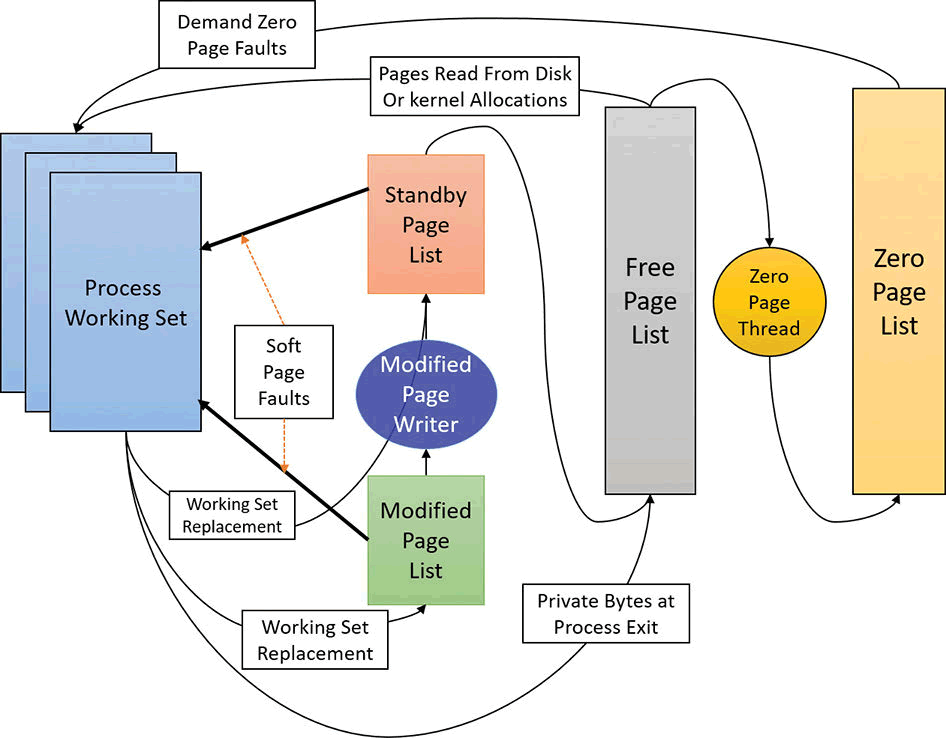 Demand Zero
Page Faults
Pages Read From Disk
Or kernel Allocations
Process
Working Set
Standby
Page
List
Free
Page
List
Zero
Page
Thread
Zero
Page
List
Soft
Page
Faults
Modified
Page
Writer
Working Set
Replacement
Modified
Page
List
Working Set
Replacement
Private Bytes at
Process Exit